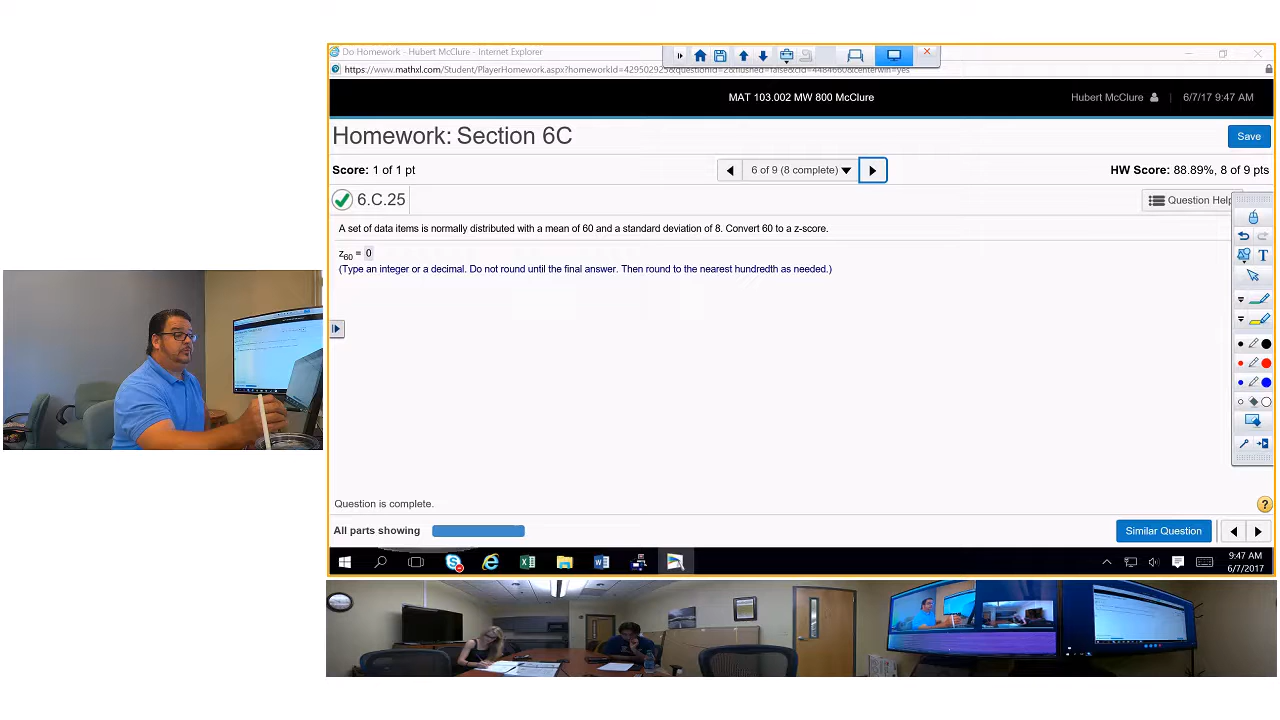 Do Homework - Hubert McClure - Internet Explorer
MAT 103.002 MW 800 McClure
Hubert McClure | 6/7/17 9:47 AM
Homework: Section 6C
Save
Score: 1 of 1 pt
6 of 9 (8 complete)
HW Score: 88.89%, 8 of 9 pts
6.C.25
Question Help
A set of data items is normally distributed with a mean of 60 and a standard deviation of 8. Convert 60 to a z-score.
z60 = 0
(Type an integer or a decimal. Do not round until the final answer. Then round to the nearest hundredth as needed.)
T
Question is complete.
?
All parts showing
Similar Question
9:47 AM
6/7/2017